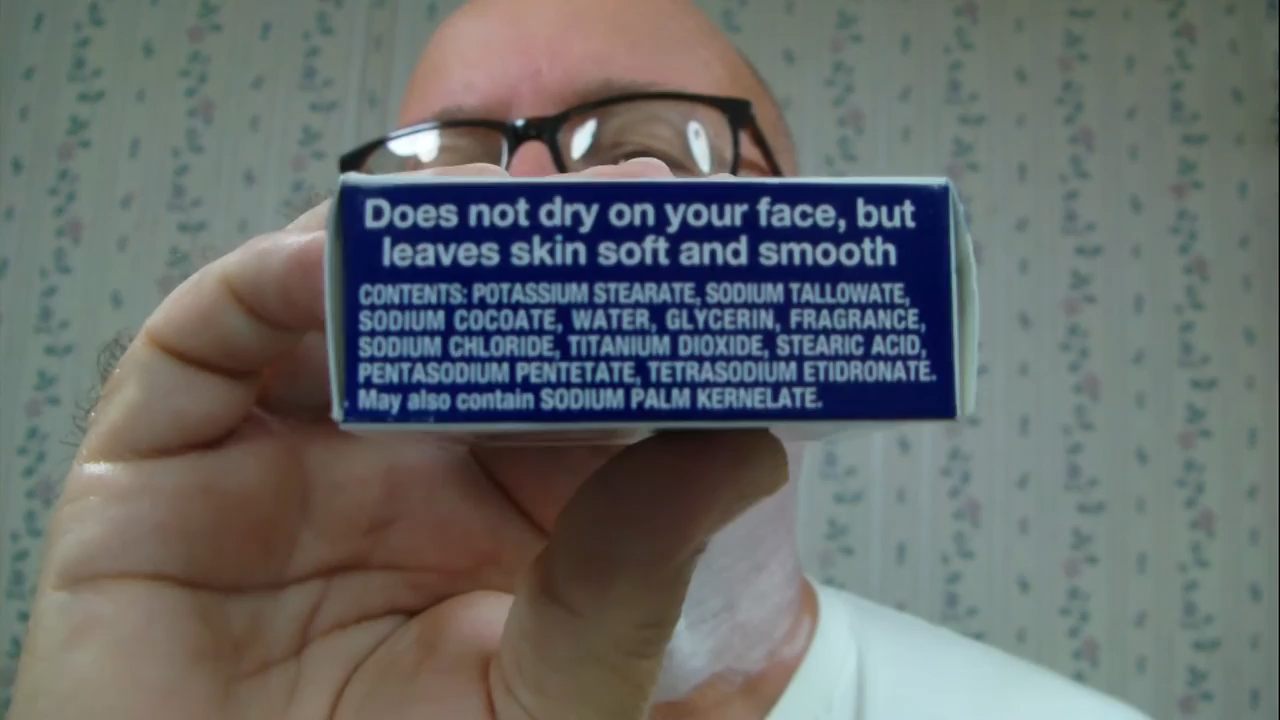 Does not dry on your face, but
leaves skin soft and smooth
CONTENTS: POTASSIUM STEARATE, SODIUM TALLOWATE,
SODIUM COCOATE, WATER, GLYCERIN, FRAGRANCE,
SODIUM CHLORIDE, TITANIUM DIOXIDE, STEARIC ACID,
PENTASODIUM PENTETATE, TETRASODIUM ETIDRONATE.
May also contain SODIUM PALM KERNELATE.